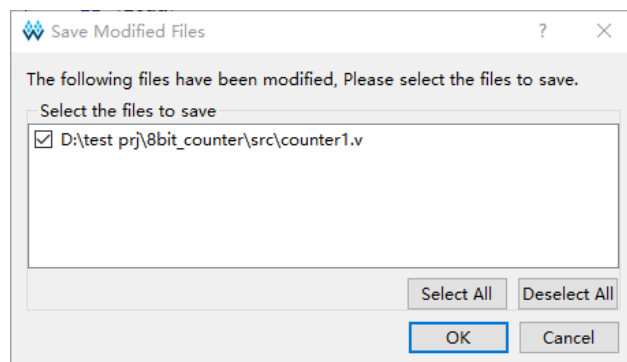 Save Modified Files
?
The following files have been modified, Please select the files to save.
Select the files to save
D:\test prj\8bit_counter\src\counter1.v
Select All
Deselect All
OK
Cancel